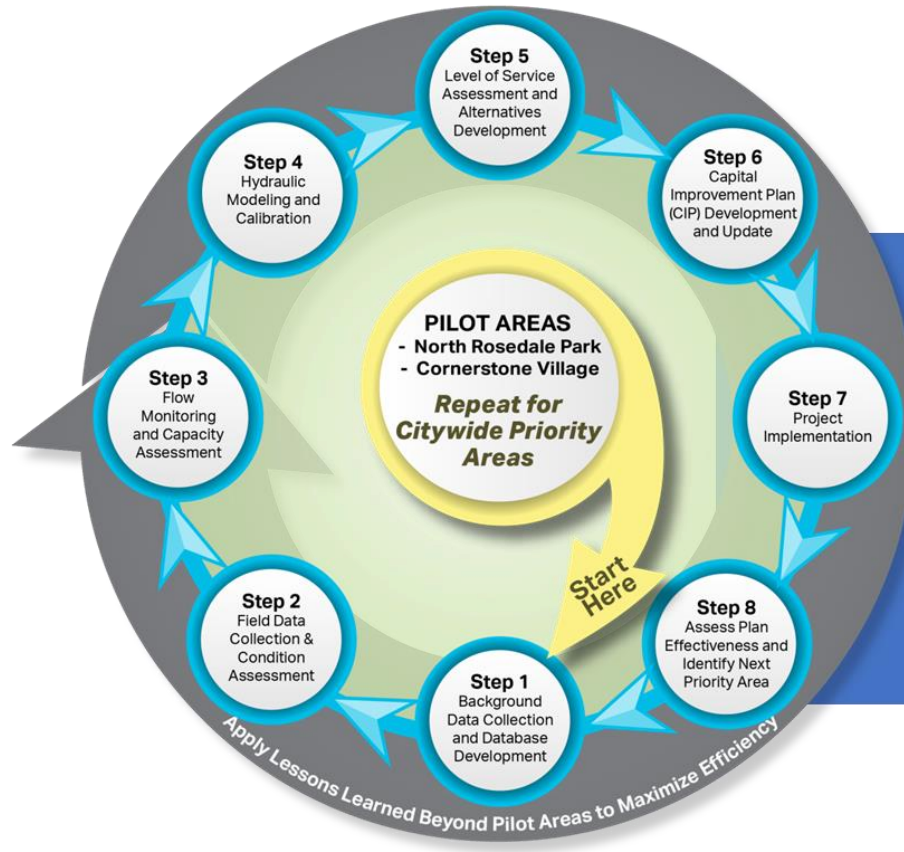 PILOT AREAS
- North Rosedale Park
- Cornerstone Village
Repeat for
Citywide Priority
Areas
Start
Here
Step 1
Background
Data Collection
and Database
Development
Step 2
Field Data
Collection &
Condition
Assessment
Step 3
Flow
Monitoring
and Capacity
Assessment
Step 4
Hydraulic
Modeling and
Calibration
Step 5
Level of Service
Assessment and
Alternatives
Development
Step 6
Capital
Improvement Plan
(CIP) Development
and Update
Step 7
Project
Implementation
Step 8
Assess Plan
Effectiveness and
Identify Next
Priority Area
Apply Lessons Learned Beyond Pilot Areas to Maximize Efficiency